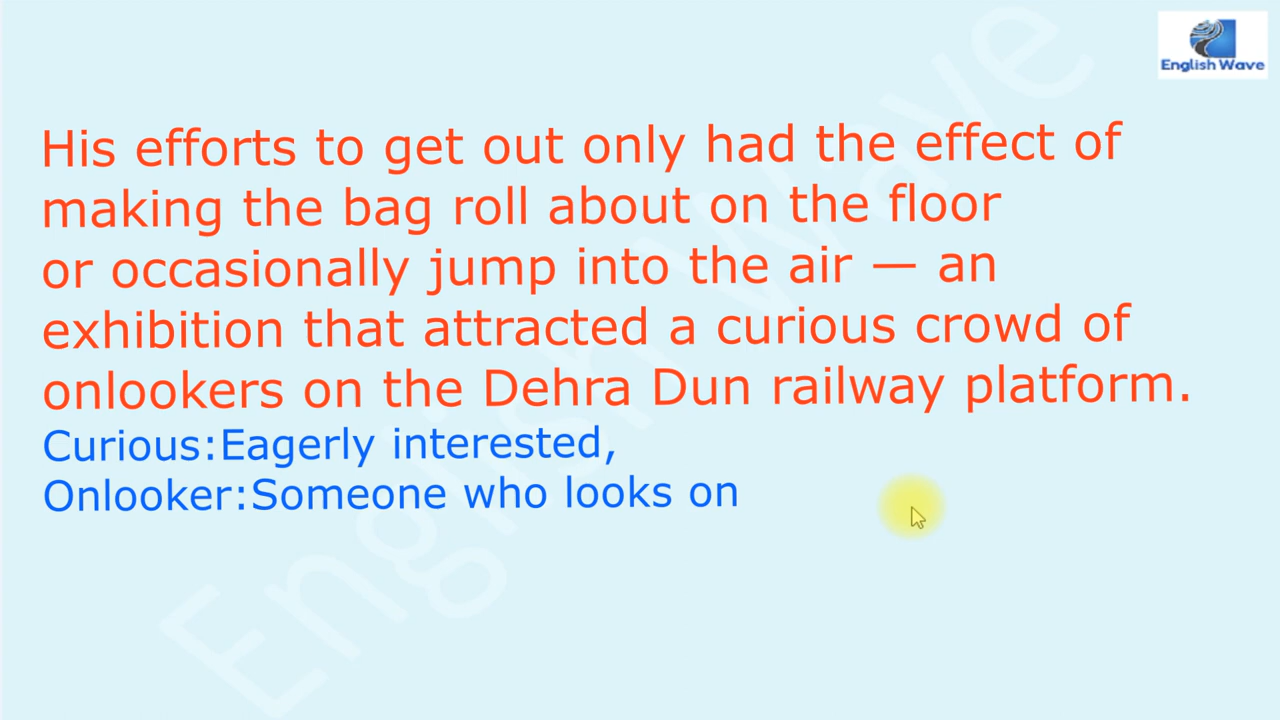 English Wave
His efforts to get out only had the effect of
making the bag roll about on the floor
or occasionally jump into the air — an
exhibition that attracted a curious crowd of
onlookers on the Dehra Dun railway platform.
Curious:Eagerly interested,
Onlooker:Someone who looks on
English Wave